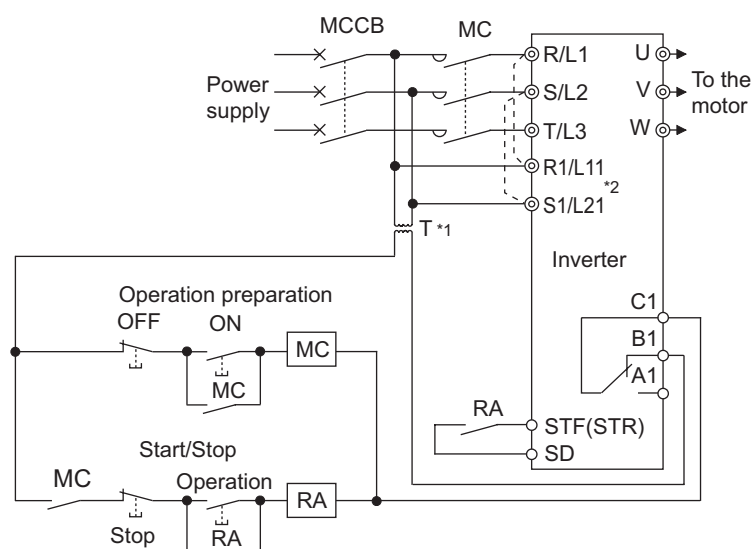 MCCB
MC
Power
supply
R/L1
S/L2
T/L3
R1/L11
*2
S1/L21
U
V
W
To the
motor
T *1
Inverter
Operation preparation
OFF
ON
MC
MC
C1
B1
A1
RA
STF(STR)
SD
Start/Stop
MC
Operation
RA
Stop
RA